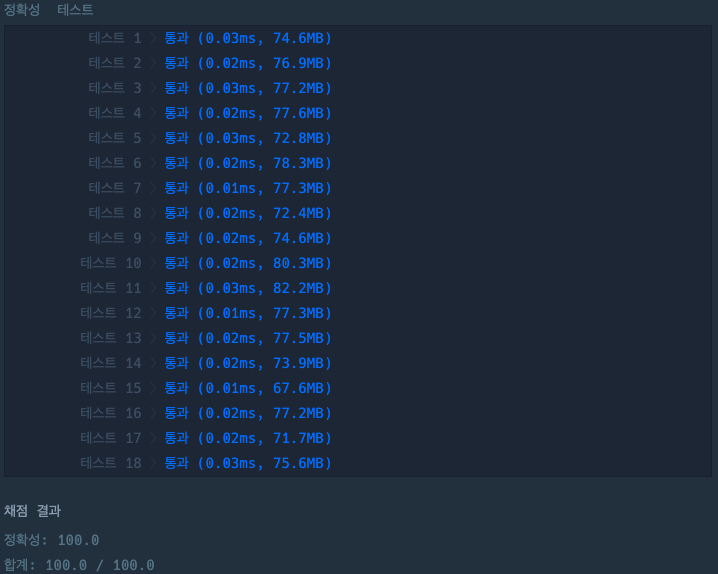 정확성 테스트
테스트 1 > 통과 (0.03ms, 74.6MB)
테스트 2 > 통과 (0.02ms, 76.9MB)
테스트 3 > 통과 (0.03ms, 77.2MB)
테스트 4 > 통과 (0.02ms, 77.6MB)
테스트 5 > 통과 (0.03ms, 72.8MB)
테스트 6 > 통과 (0.02ms, 78.3MB)
테스트 7 > 통과 (0.01ms, 77.3MB)
테스트 8 > 통과 (0.02ms, 72.4MB)
테스트 9 > 통과 (0.02ms, 74.6MB)
테스트 10 > 통과 (0.02ms, 80.3MB)
테스트 11 > 통과 (0.03ms, 82.2MB)
테스트 12 > 통과 (0.01ms, 77.3MB)
테스트 13 > 통과 (0.02ms, 77.5MB)
테스트 14 > 통과 (0.02ms, 73.9MB)
테스트 15 > 통과 (0.01ms, 67.6MB)
테스트 16 > 통과 (0.02ms, 77.2MB)
테스트 17 > 통과 (0.02ms, 71.7MB)
테스트 18 > 통과 (0.03ms, 75.6MB)
채점 결과
정확성: 100.0
합계: 100.0 / 100.0